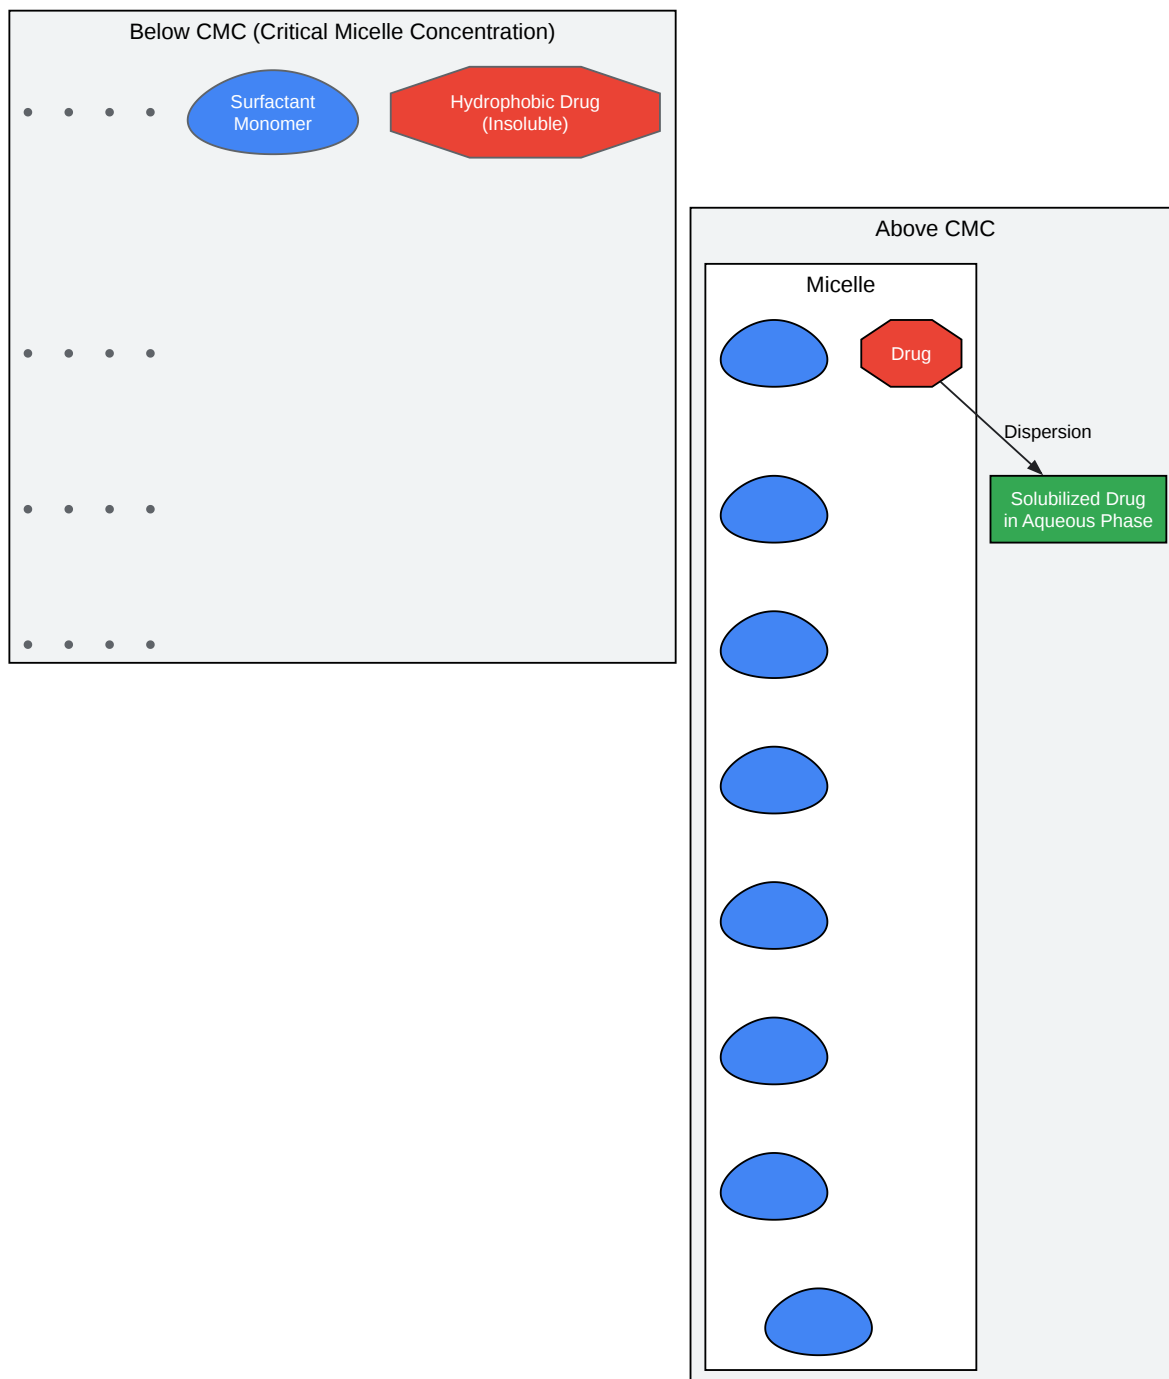 Below CMC (Critical Micelle Concentration)
Surfactant
Monomer
Hydrophobic Drug
(Insoluble)
Above CMC
Micelle
Drug
Dispersion
Solubilized Drug
in Aqueous Phase